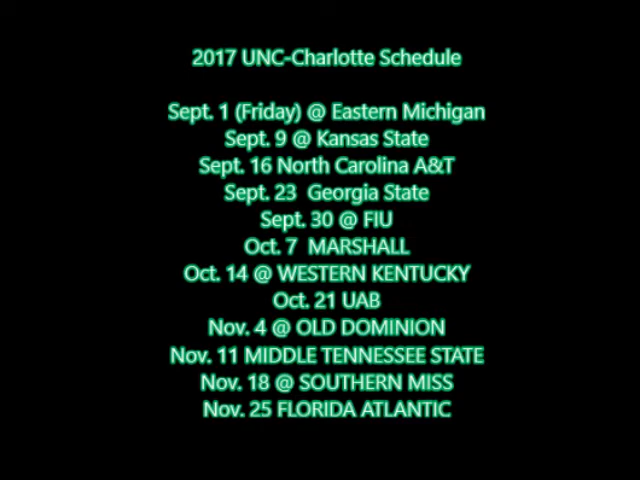 2017 UNC-Charlotte Schedule
Sept. 1 (Friday) @ Eastern Michigan
Sept. 9 @ Kansas State
Sept. 16 North Carolina A&T
Sept. 23  Georgia State
Sept. 30 @ FIU
Oct. 7  MARSHALL
Oct. 14 @ WESTERN KENTUCKY
Oct. 21 UAB
Nov. 4 @ OLD DOMINION
Nov. 11 MIDDLE TENNESSEE STATE
Nov. 18 @ SOUTHERN MISS
Nov. 25 FLORIDA ATLANTIC